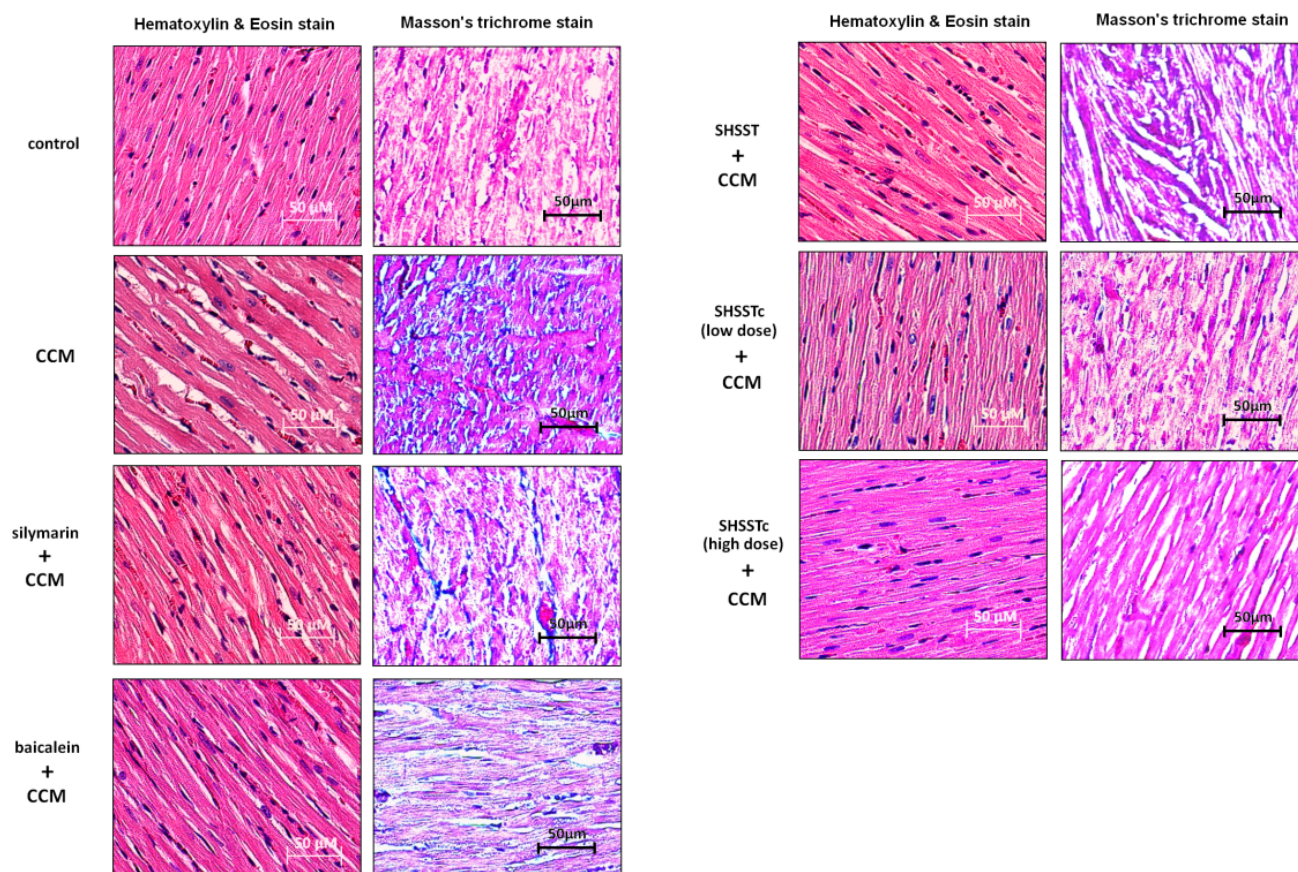 Hematoxylin & Eosin stain
Masson's trichrome stain
control
50 µM
50µm
CCM
50 µM
50µm
silymarin
+
CCM
50 µM
50µm
baicalein
+
CCM
50 µM
50µm
Hematoxylin & Eosin stain
Masson's trichrome stain
SHSST
+
CCM
50 µM
50µm
SHSSTc
(low dose)
+
CCM
50 µM
50µm
SHSSTc
(high dose)
+
CCM
50 µM
50µm